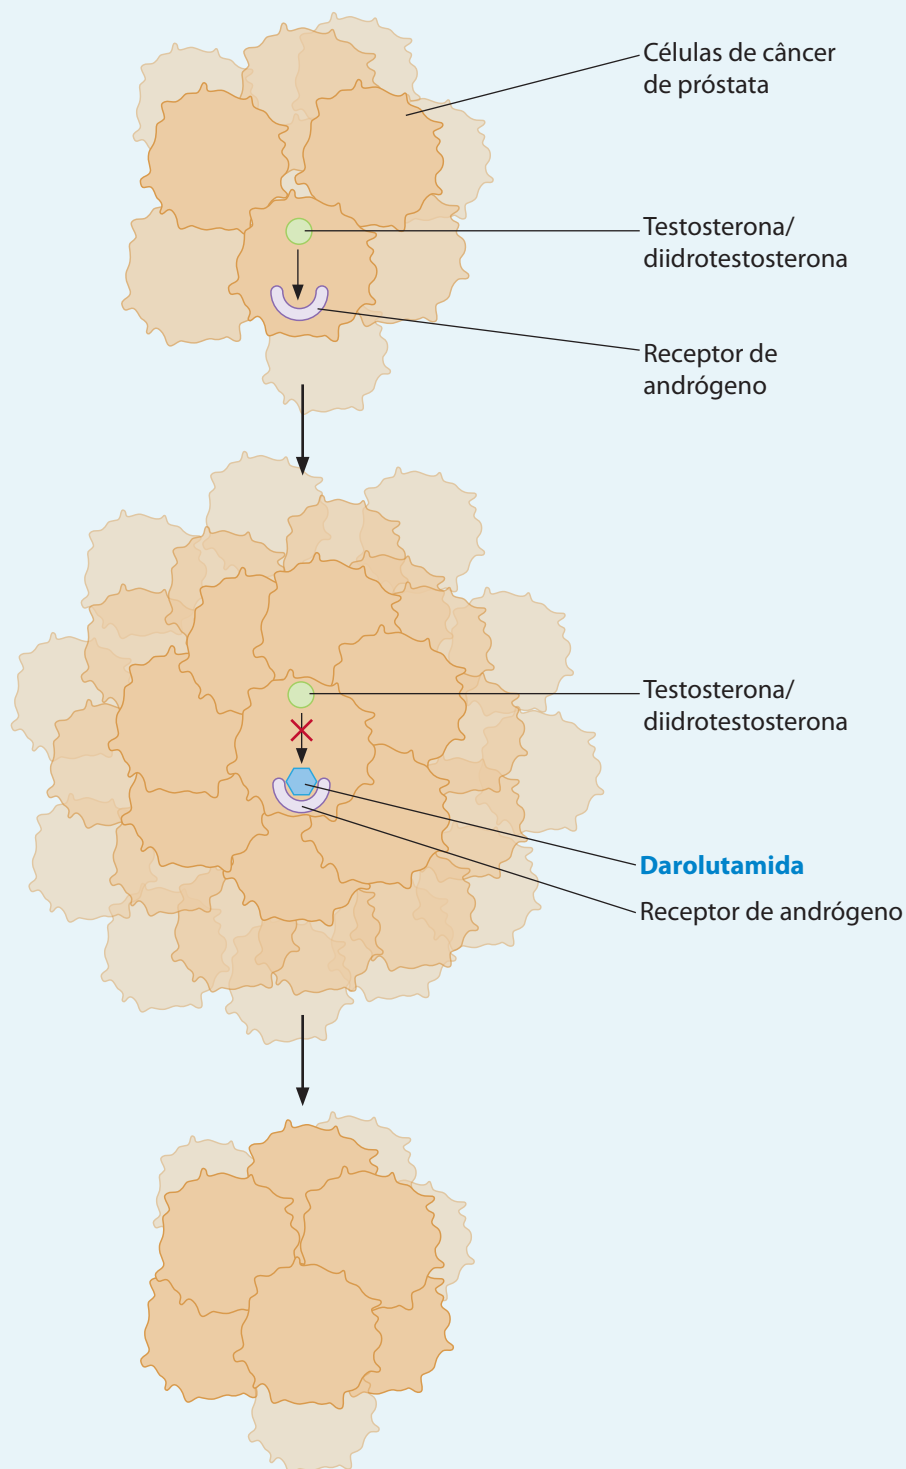 Células de câncer
de próstata
Testosterona/
diidrotestosterona
Receptor de
andrógeno
Testosterona/
diidrotestosterona
Darolutamida
Receptor de andrógeno